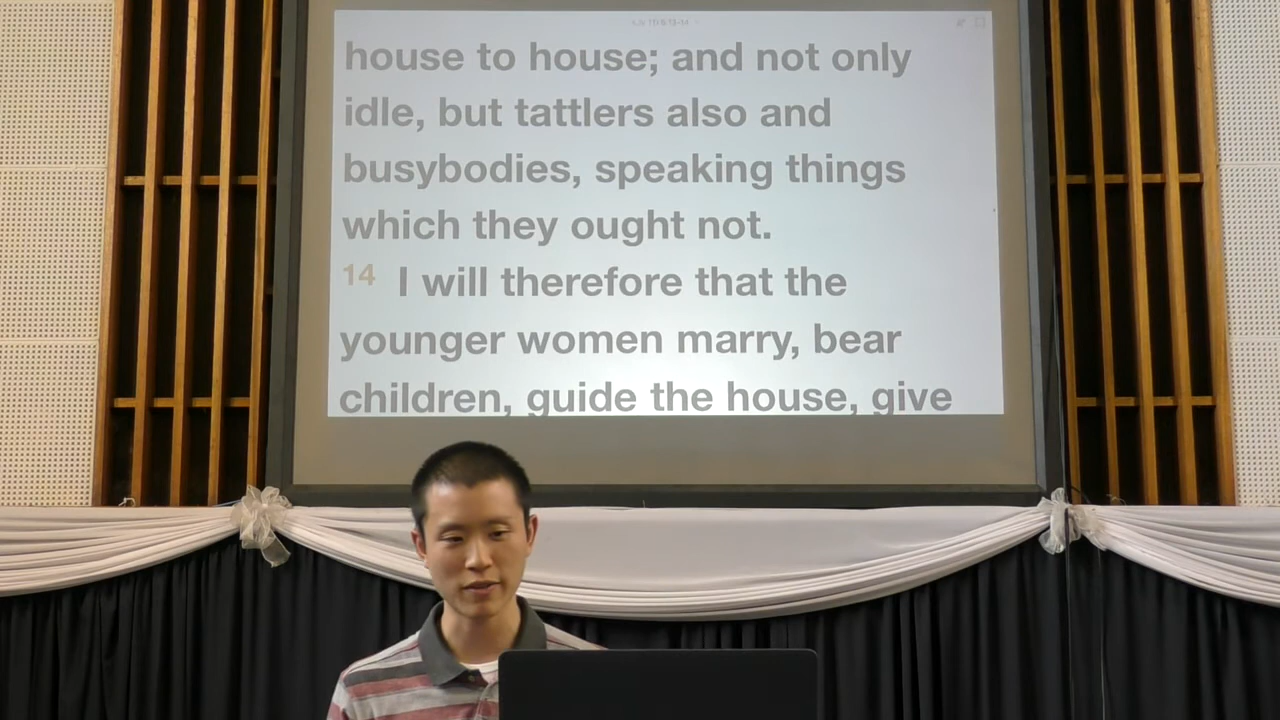 house to house; and not only
idle, but tattlers also and
busybodies, speaking things
which they ought not.
14 I will therefore that the
younger women marry, bear
children, guide the house, give